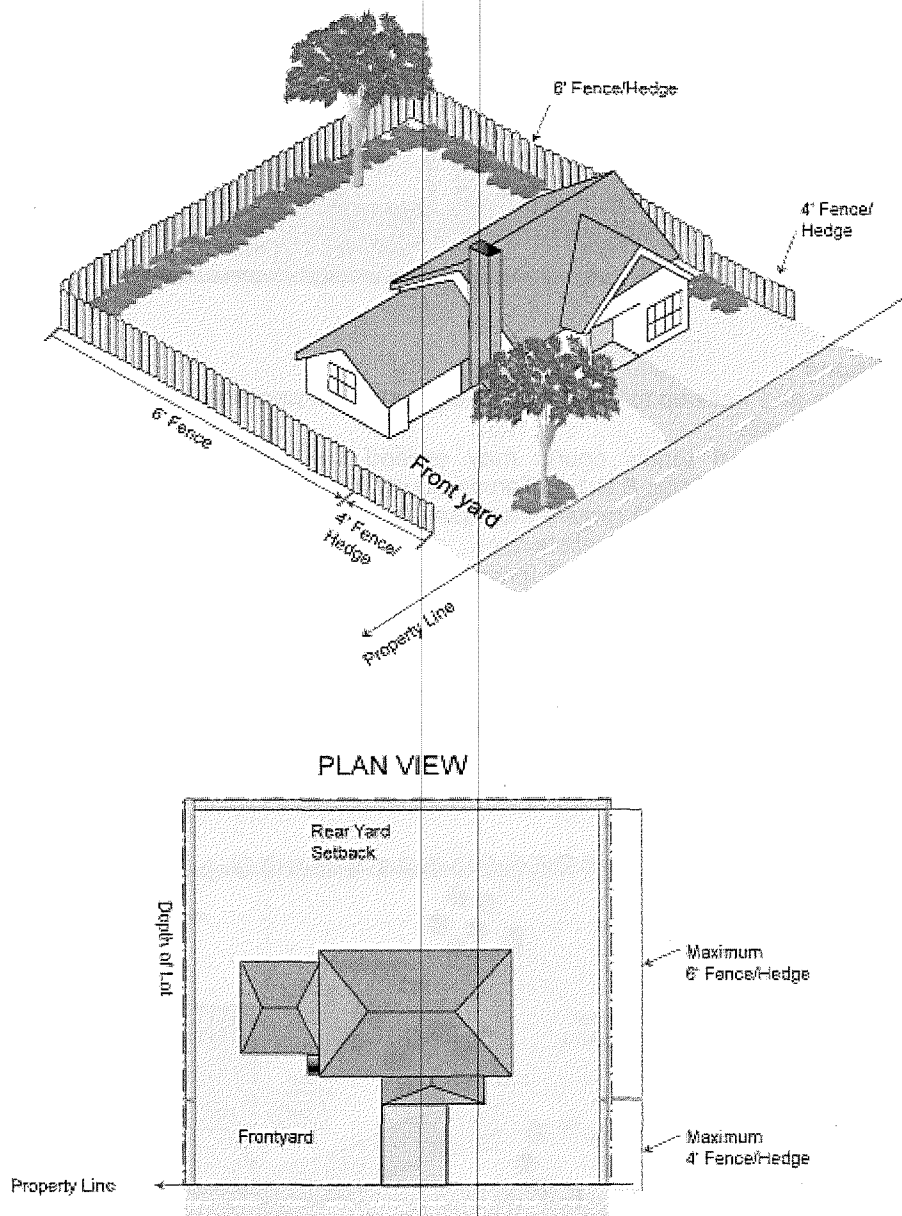 6' Fence/Hedge
4' Fence/
Hedge
6' Fence
4' Fence/
Hedge
Front yard
Property Line
PLAN VIEW
Rear Yard
Setback
Depth of Lot
Maximum
6' Fence/Hedge
Frontyard
Maximum
4' Fence/Hedge
Property Line